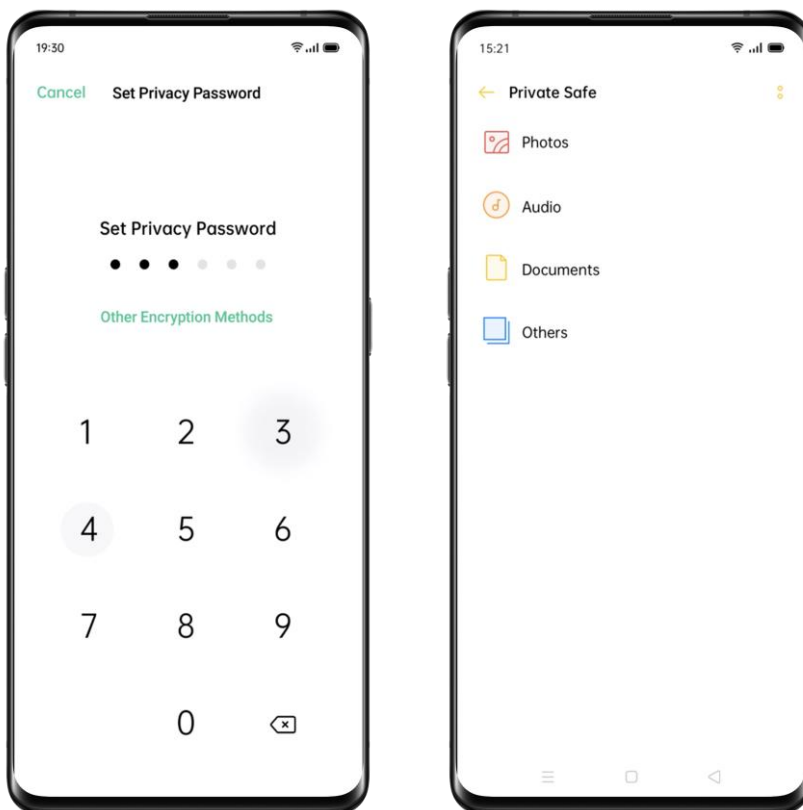 19:30
Cancel Set Privacy Password
Set Privacy Password
Other Encryption Methods
1 2 3
4 5 6
7 8 9
0
15:21
Private Safe
Photos
Audio
Documents
Others